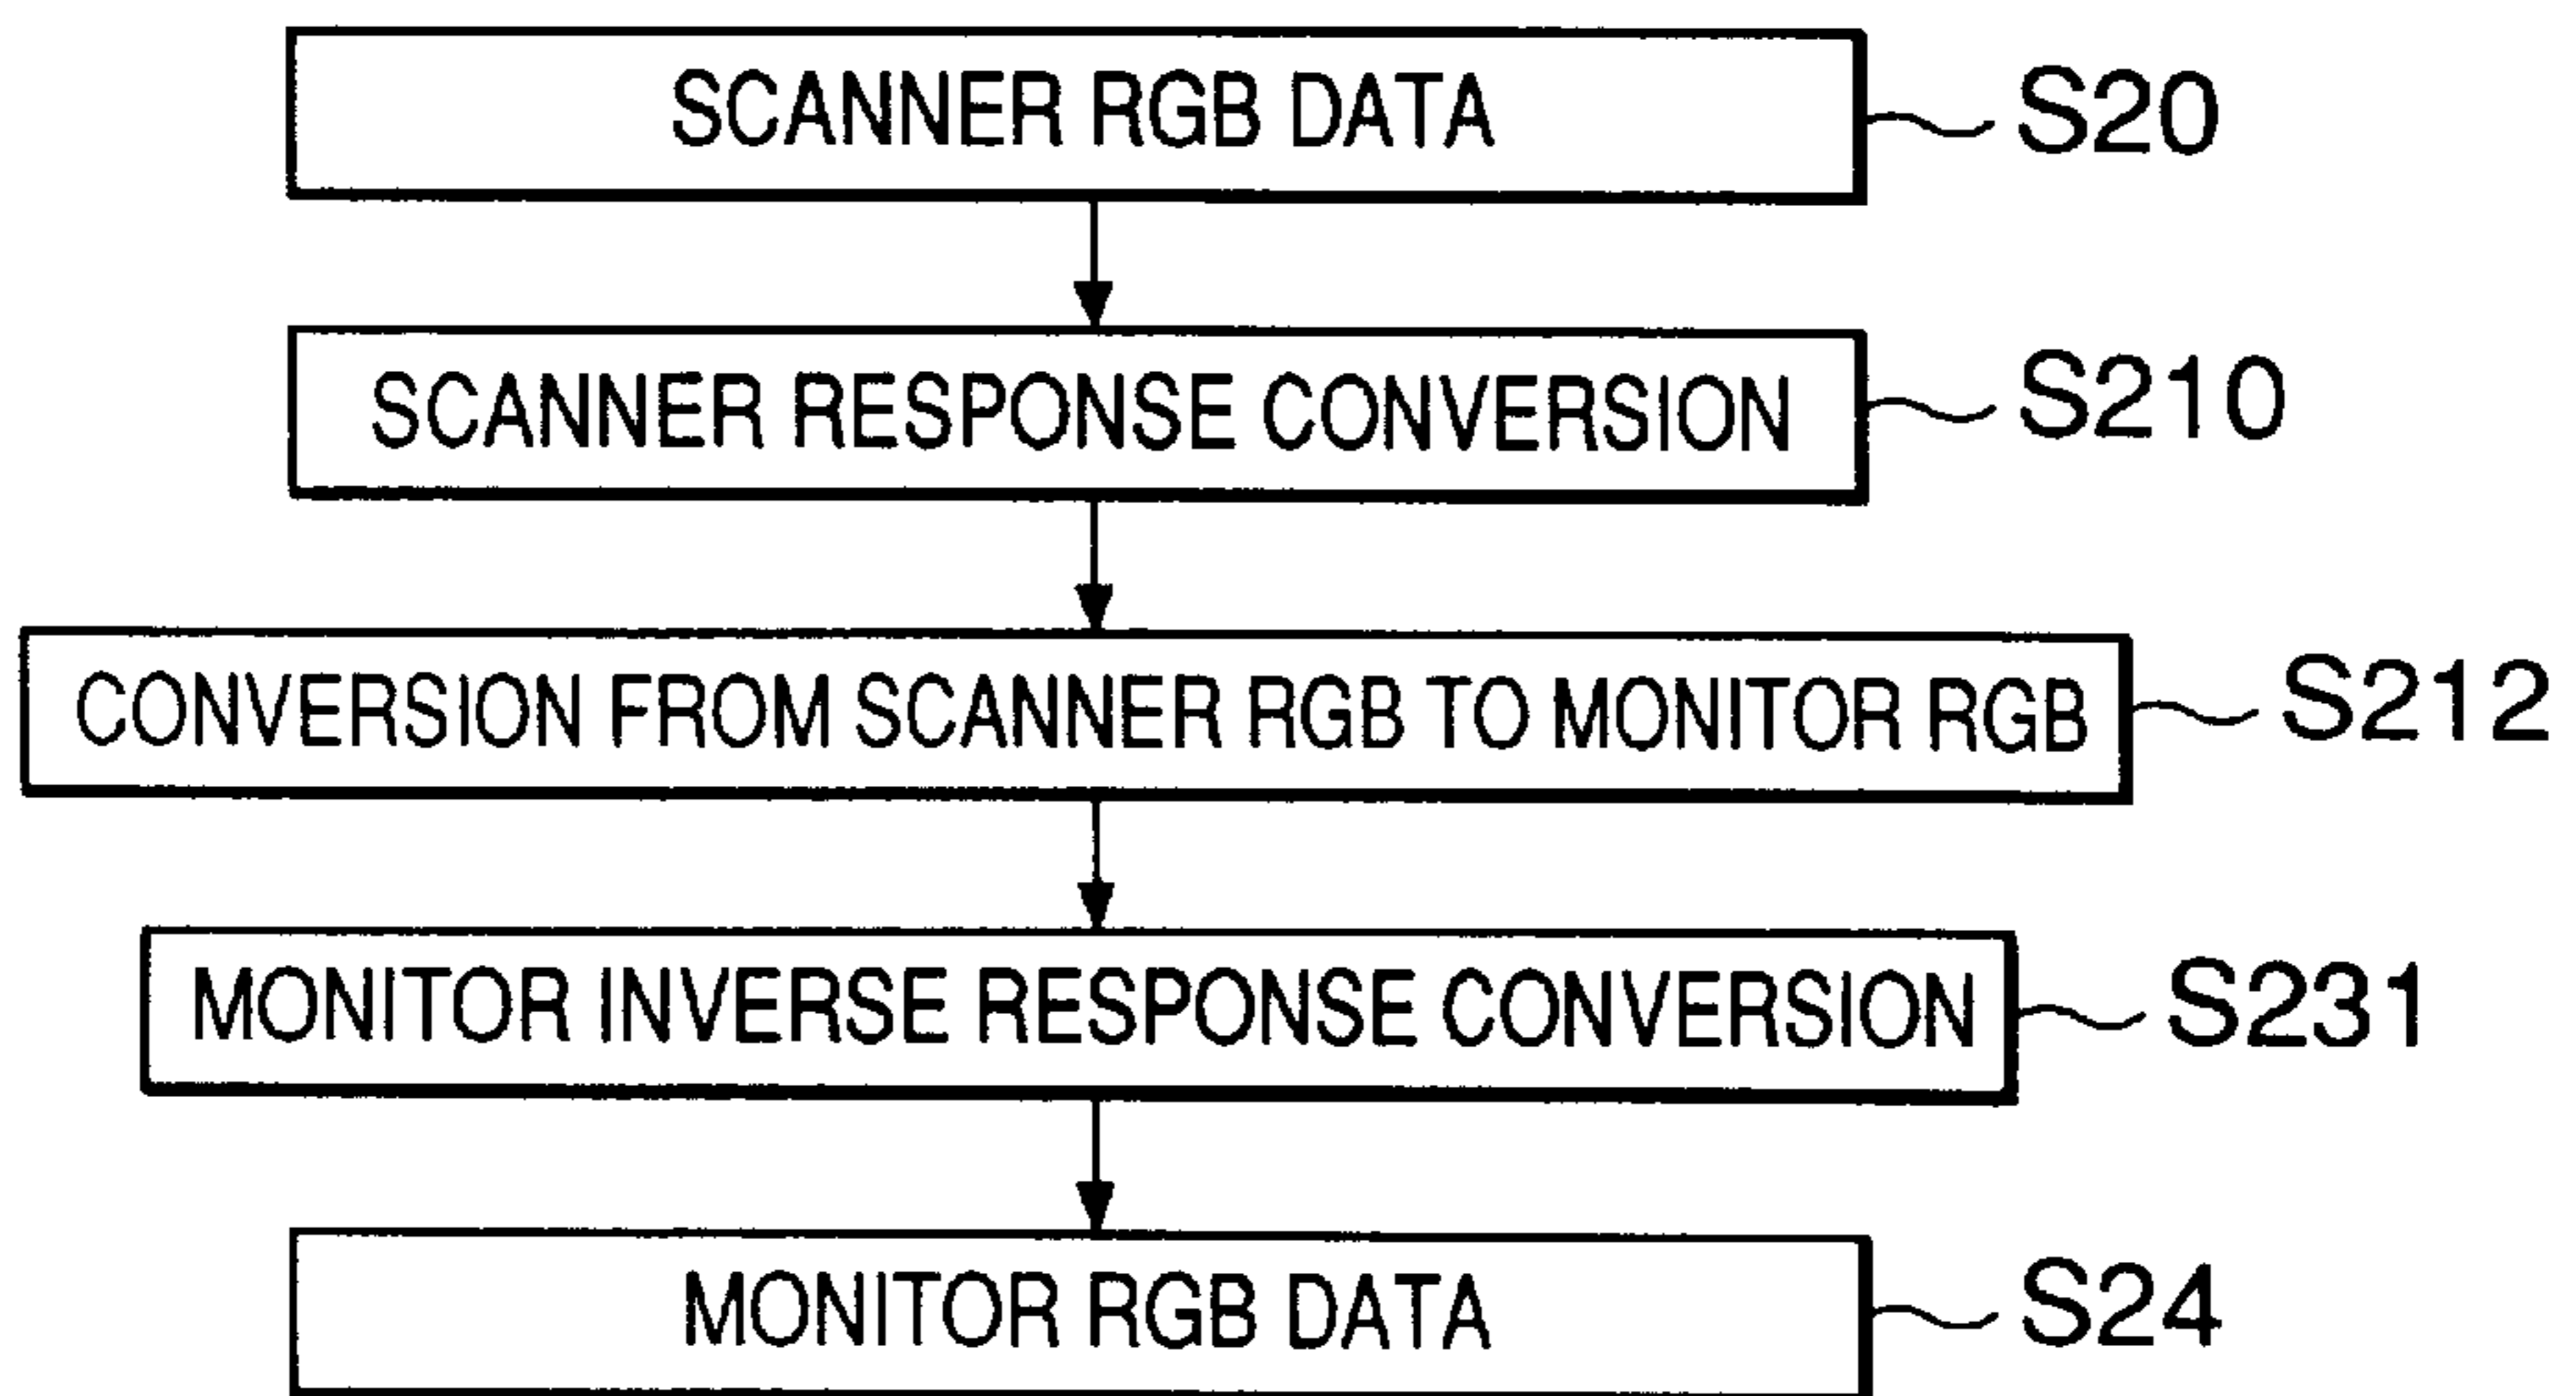 SCANNER RGB DATA S20
SCANNER RESPONSE CONVERSION S210
CONVERSION FROM SCANNER RGB TO MONITOR RGB S212
MONITOR INVERSE RESPONSE CONVERSION S231
MONITOR RGB DATA S24